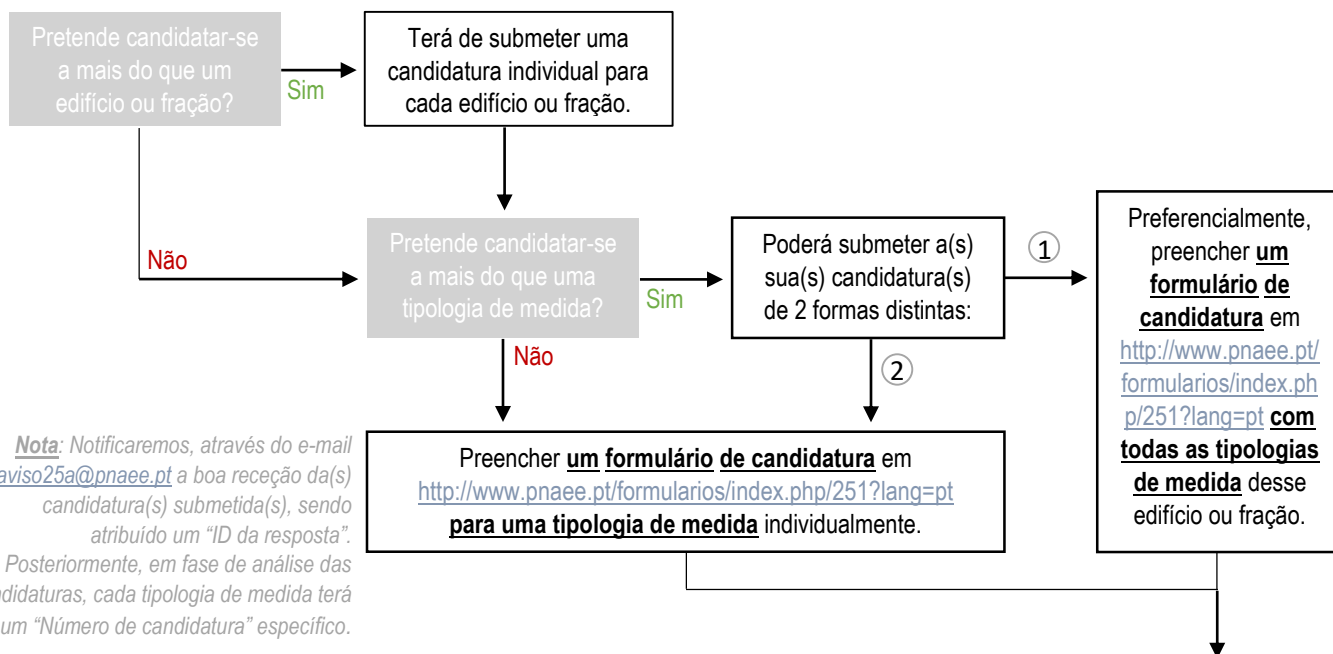 Pretende candidatar-se
a mais do que um
edifício ou fração?
Sim
Terá de submeter uma
candidatura individual para
cada edifício ou fração.
Não
Pretende candidatar-se
a mais do que uma
tipologia de medida?
Sim
Poderá submeter a(s)
sua(s) candidatura(s)
de 2 formas distintas:
1
Preferencialmente,
preencher um
formulário de
candidatura em
http://www.pnaee.pt/
formularios/index.ph
p/251?lang=pt com
todas as tipologias
de medida desse
edifício ou fração.
Não
2
Preencher um formulário de candidatura em
http://www.pnaee.pt/formularios/index.php/251?lang=pt
para uma tipologia de medida individualmente.
Nota: Notificaremos, através do e-mail
aviso25a@pnaee.pt a boa receção da(s)
candidatura(s) submetida(s), sendo
atribuído um “ID da resposta”.
Posteriormente, em fase de análise das
ndidaturas, cada tipologia de medida terá
um “Número de candidatura” específico.